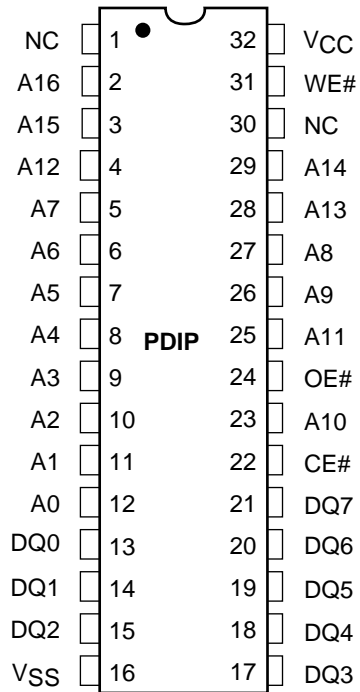 NC 1 32 VCC
A16 2 31 WE#
A15 3 30 NC
A12 4 29 A14
A7 5 28 A13
A6 6 27 A8
A5 7 26 A9
A4 8 PDIP 25 A11
A3 9 24 OE#
A2 10 23 A10
A1 11 22 CE#
A0 12 21 DQ7
DQ0 13 20 DQ6
DQ1 14 19 DQ5
DQ2 15 18 DQ4
VSS 16 17 DQ3